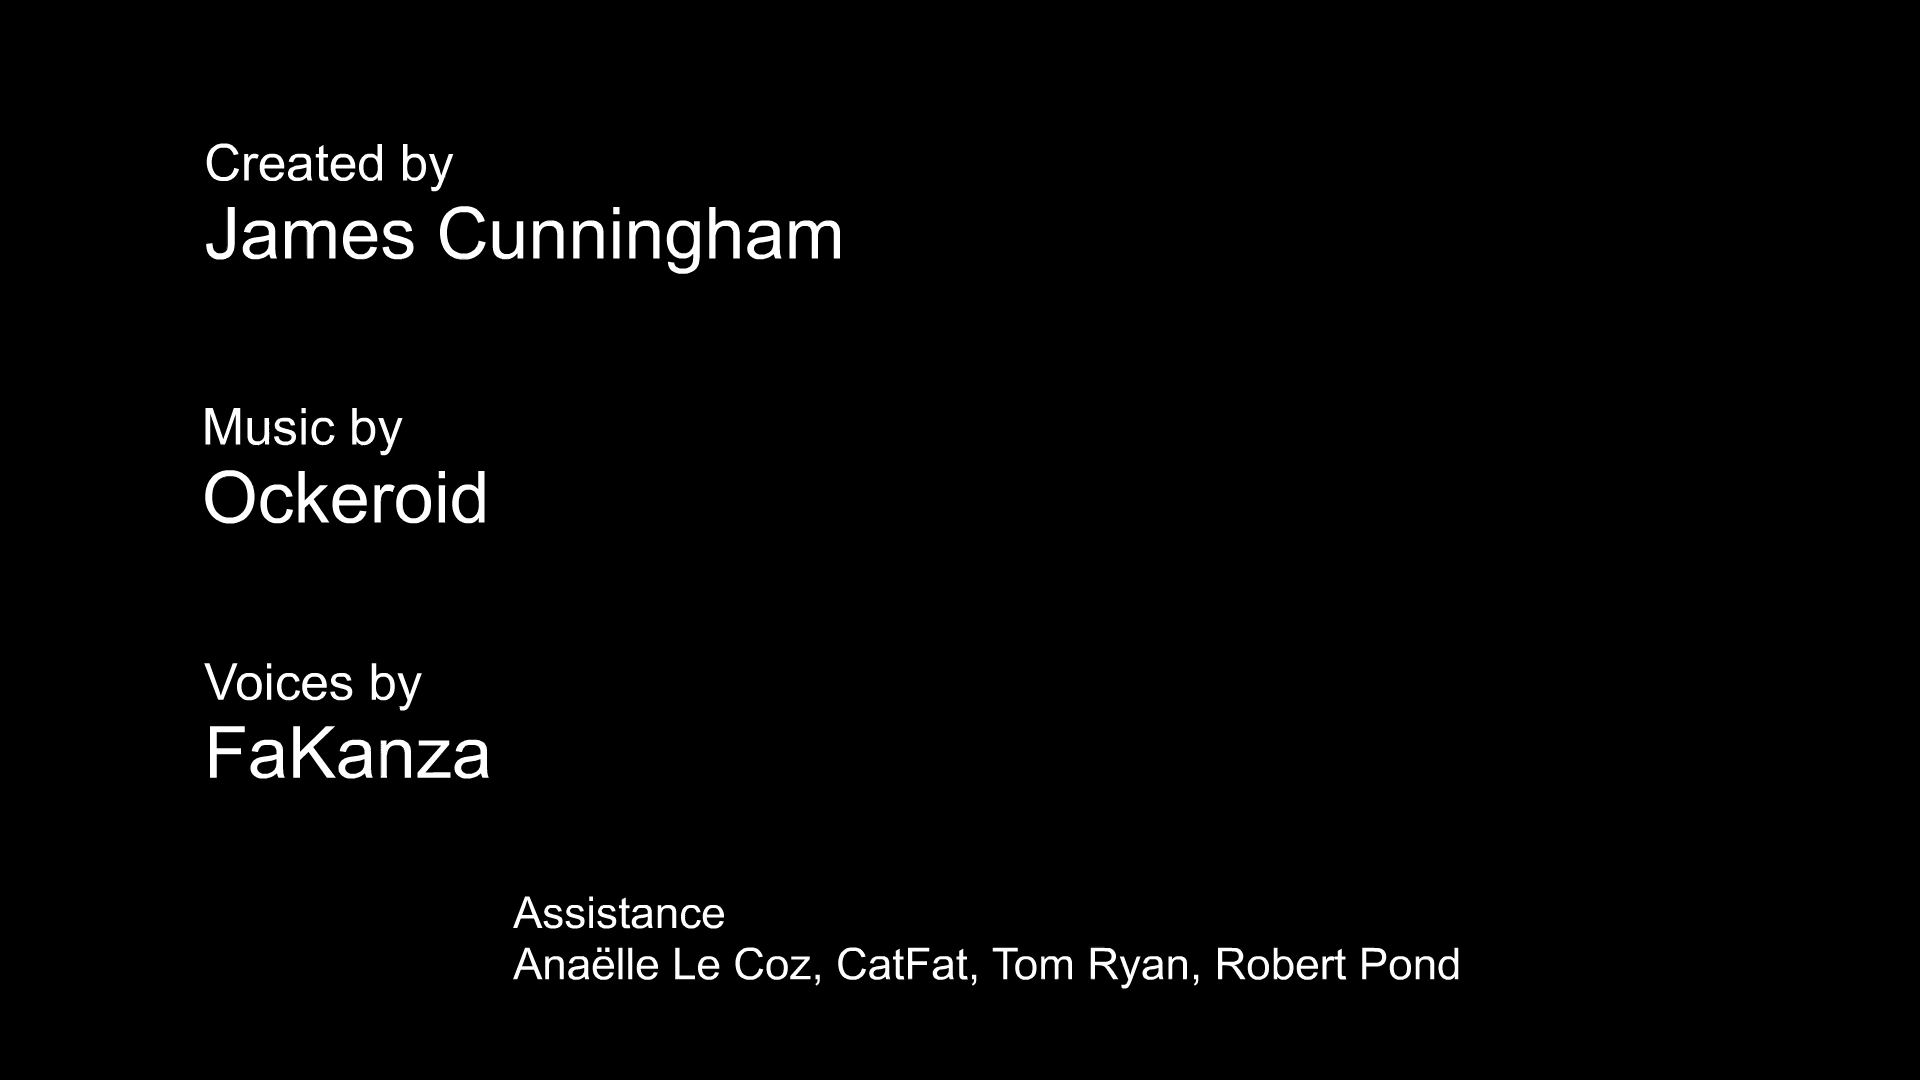 Created by
James Cunningham
Music by
Ockeroid
Voices by
FaKanza
Assistance
Anaëlle Le Coz, CatFat, Tom Ryan, Robert Pond